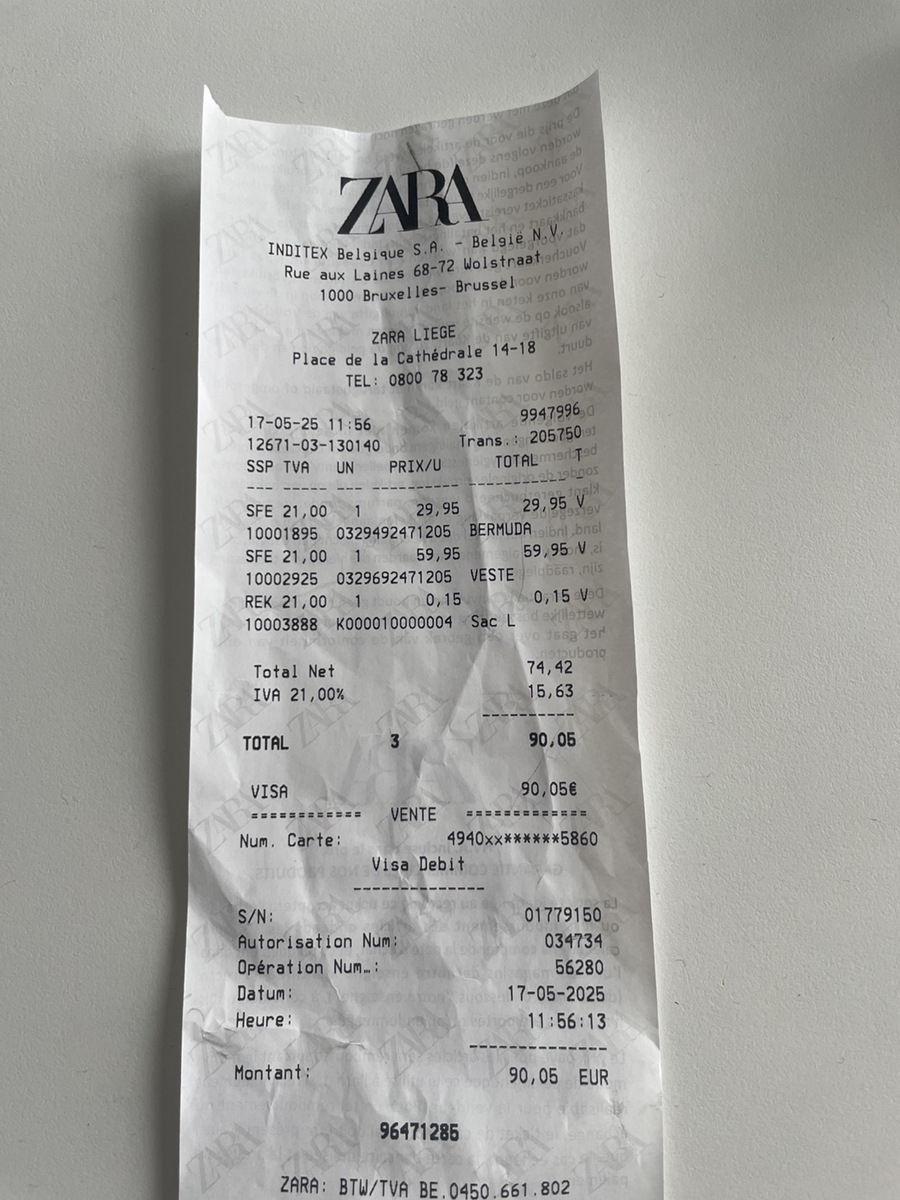 ZARA
INDITEX Belgique S.A. - België N.V.
Rue aux Laines 68-72 Wolstraat
1000 Bruxelles- Brussel
ZARA LIEGE
Place de la Cathédrale 14-18
TEL: 0800 78 323
17-05-25 11:56 9947996
12671-03-130140 Trans.: 205750
SSP TVA UN PRIX/U TOTAL T
--- ----- --- ---------- ---------- -
SFE 21,00 1 29,95 29,95 V
10001895 0329492471205 BERMUDA
SFE 21,00 1 59,95 59,95 V
10002925 0329692471205 VESTE
REK 21,00 1 0,15 0,15 V
10003888 K000010000004 Sac L
Total Net 74,42
IVA 21,00% 15,63
----------
TOTAL 3 90,05
VISA 90,05€
============ VENTE =============
Num. Carte: 4940xx******5860
Visa Debit
--------------
S/N: 01779150
Autorisation Num: 034734
Opération Num…: 56280
Datum: 17-05-2025
Heure: 11:56:13
---------------
Montant: 90,05 EUR
96471285
ZARA: BTW/TVA BE.0450.661.802